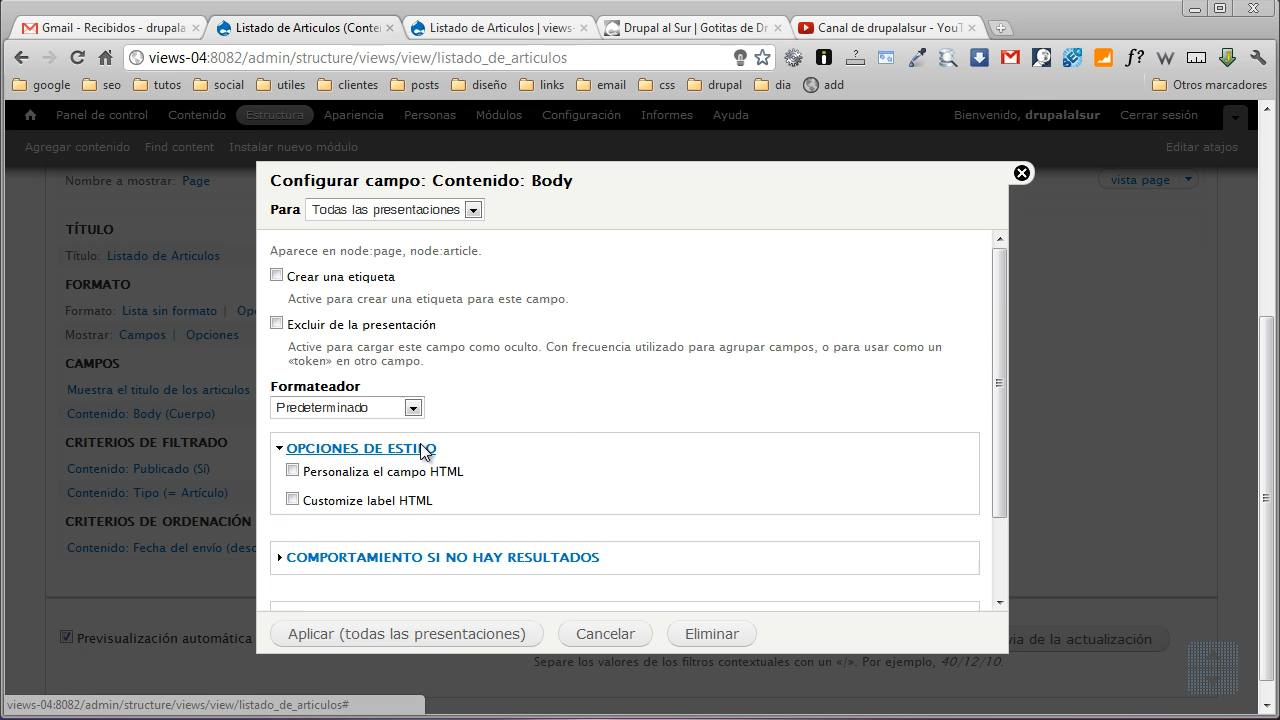 Gmail - Recibidos - drupala
Listado de Articulos (Conte
Listado de Articulos | views-
Drupal al Sur | Gotitas de Dr
Canal de drupalalsur - YouT
views-04:8082/admin/structure/views/view/listado_de_articulos
google seo tutos social utiles clientes posts diseño links email css drupal dia add Otros marcadores
Panel de control Contenido Estructura Apariencia Personas Módulos Configuración Informes Ayuda Bienvenido, drupalalsur Cerrar sesión
Agregar contenido Find content Instalar nuevo módulo Editar atajos
Nombre a mostrar: Page
vista page
TÍTULO
Título: Listado de Articulos
FORMATO
Formato: Lista sin formato | Op
Mostrar: Campos | Opciones
CAMPOS
Muestra el titulo de los articulos
Contenido: Body (Cuerpo)
CRITERIOS DE FILTRADO
Contenido: Publicado (Sí)
Contenido: Tipo (= Artículo)
CRITERIOS DE ORDENACIÓN
Contenido: Fecha del envío (desc
Configurar campo: Contenido: Body
Para Todas las presentaciones
Aparece en node:page, node:article.
Crear una etiqueta
Active para crear una etiqueta para este campo.
Excluir de la presentación
Active para cargar este campo como oculto. Con frecuencia utilizado para agrupar campos, o para usar como un
«token» en otro campo.
Formateador
Predeterminado
OPCIONES DE ESTILO
Personaliza el campo HTML
Customize label HTML
COMPORTAMIENTO SI NO HAY RESULTADOS
Aplicar (todas las presentaciones) Cancelar Eliminar
Previsualización automática
via de la actualización
Separe los valores de los filtros contextuales con un «/». Por ejemplo, 40/12/10.
views-04:8082/admin/structure/views/view/listado_de_articulos#